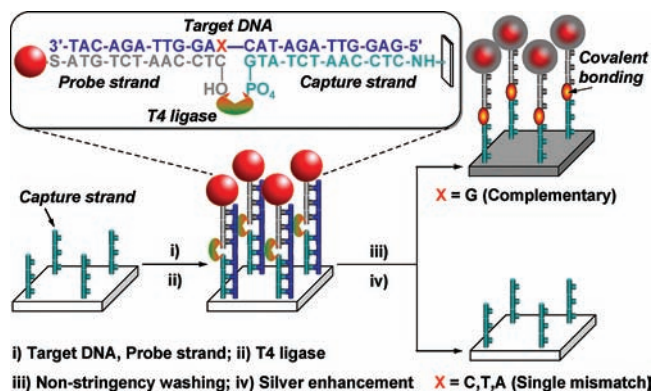 Target DNA
3'-TAC-AGA-TTG-GAX—CAT-AGA-TTG-GAG-5'
S-ATG-TCT-AAC-CTC GTA-TCT-AAC-CTC-NH-
Probe strand HO PO4 Capture strand
T4 ligase
Covalent
bonding
X = G (Complementary)
Capture strand
i)
ii)
iii)
iv)
i) Target DNA, Probe strand; ii) T4 ligase
iii) Non-stringency washing; iv) Silver enhancement
X = C,T,A (Single mismatch)